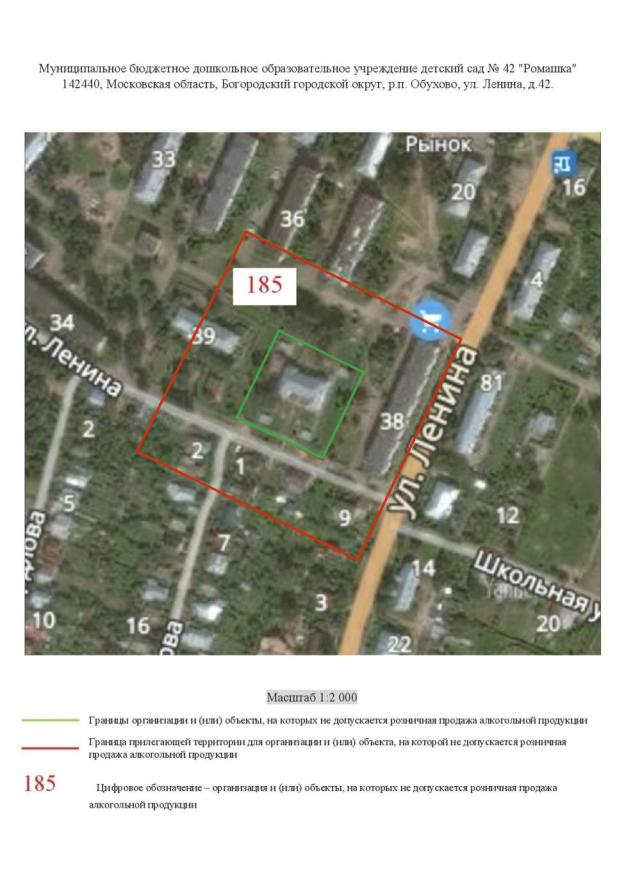 Муниципальное бюджетное дошкольное образовательное учреждение детский сад № 42 "Ромашка"
142440, Московская область, Богородский городской округ, р.п. Обухово, ул. Ленина, д.42.
Рынок
33
16
20
36
185
4
34
39
ул. Ленина
81
38
ул. Ленина
2
2
1
5
9
12
7
14
Школьная у
3
10
16
20
ова
22
Масштаб 1:2 000
Границы организации и (или) объекты, на которых не допускается розничная продажа алкогольной продукции
Граница прилегающей территории для организации и (или) объекта, на которой не допускается розничная
продажа алкогольной продукции
185 Цифровое обозначение – организация и (или) объекты, на которых не допускается розничная продажа
алкогольной продукции